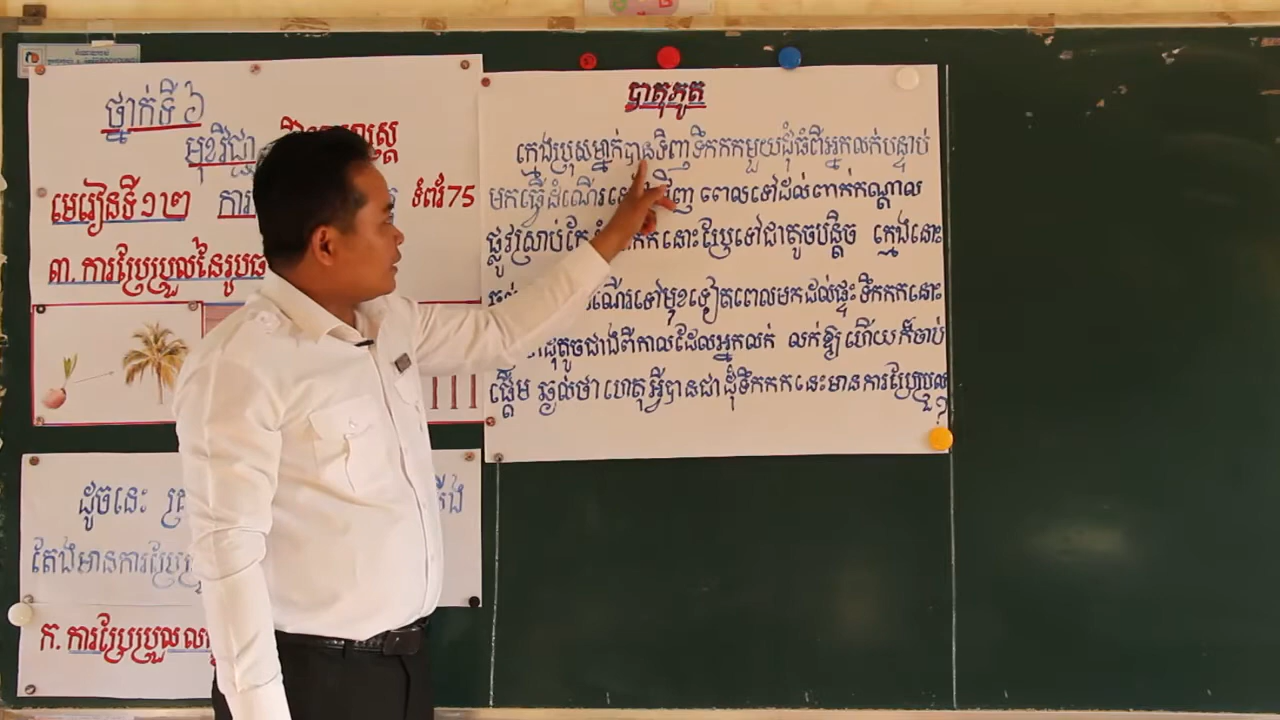 ថ្នាក់ទី ៦
មុខវិជ្ជា
មេរៀនទី១១២ ការ ទំព័រ75
៣. ការប្រែប្រួលនៃរូបធ
បាតុភូត
ក្មេងប្រុសម្នាក់បានទិញទឹកកកមួយដុំធំពីអ្នកលក់បន្ទាប់
មកធ្វើដំណើរទៅ វិញ ពេលទៅដល់ពាក់កណ្ដាល
ផ្លូវស្រាប់តែ នោះប្រែទៅជាតូចបន្តិច ក្មេងនោះ
ដំណើរទៅមុខទៀតពេលមកដល់ផ្ទះទឹកកកនោះ
ដុំតូចជាងពីកាលដែលអ្នកលក់ លក់ឱ្យហើយក៏ចាប់
ផ្ដើម ឆ្ងល់ថា ហេតុអ្វីបានជាដុំទឹកកកនេះមានការប្រែប្រួល
?
ដូចនេះ
តែងមានការប្រែប្រួ
ក. ការប្រែប្រួល